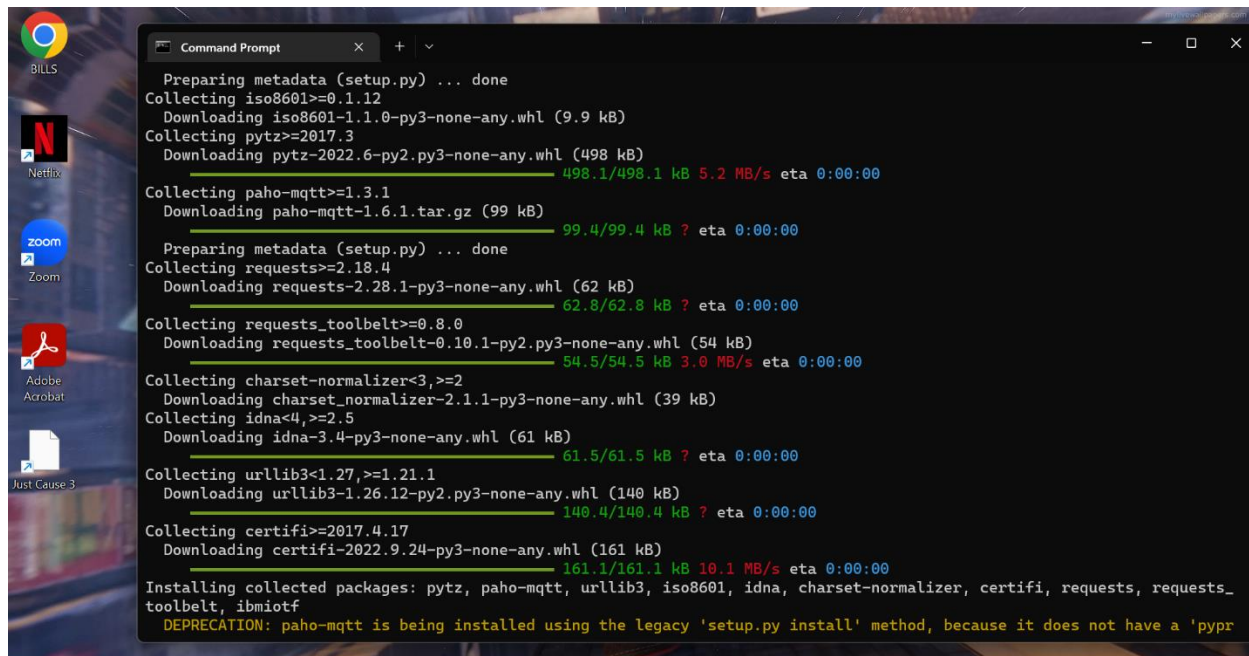 BILLS
Netflix
zoom
Zoom
Adobe
Acrobat
Just Cause 3
Command Prompt
Preparing metadata (setup.py) ... done
Collecting iso8601>=0.1.12
Downloading iso8601-1.1.0-py3-none-any.whl (9.9 kB)
Collecting pytz>=2017.3
Downloading pytz-2022.6-py2.py3-none-any.whl (498 kB)
498.1/498.1 kB 5.2 MB/s eta 0:00:00
Collecting paho-mqtt>=1.3.1
Downloading paho-mqtt-1.6.1.tar.gz (99 kB)
99.4/99.4 kB ? eta 0:00:00
Preparing metadata (setup.py) ... done
Collecting requests>=2.18.4
Downloading requests-2.28.1-py3-none-any.whl (62 kB)
62.8/62.8 kB ? eta 0:00:00
Collecting requests_toolbelt>=0.8.0
Downloading requests_toolbelt-0.10.1-py2.py3-none-any.whl (54 kB)
54.5/54.5 kB 3.0 MB/s eta 0:00:00
Collecting charset-normalizer<3,>=2
Downloading charset_normalizer-2.1.1-py3-none-any.whl (39 kB)
Collecting idna<4,>=2.5
Downloading idna-3.4-py3-none-any.whl (61 kB)
61.5/61.5 kB ? eta 0:00:00
Collecting urllib3<1.27,>=1.21.1
Downloading urllib3-1.26.12-py2.py3-none-any.whl (140 kB)
140.4/140.4 kB ? eta 0:00:00
Collecting certifi>=2017.4.17
Downloading certifi-2022.9.24-py3-none-any.whl (161 kB)
161.1/161.1 kB 10.1 MB/s eta 0:00:00
Installing collected packages: pytz, paho-mqtt, urllib3, iso8601, idna, charset-normalizer, certifi, requests, requests_
toolbelt, ibmiotf
DEPRECATION: paho-mqtt is being installed using the legacy 'setup.py install' method, because it does not have a 'pypr